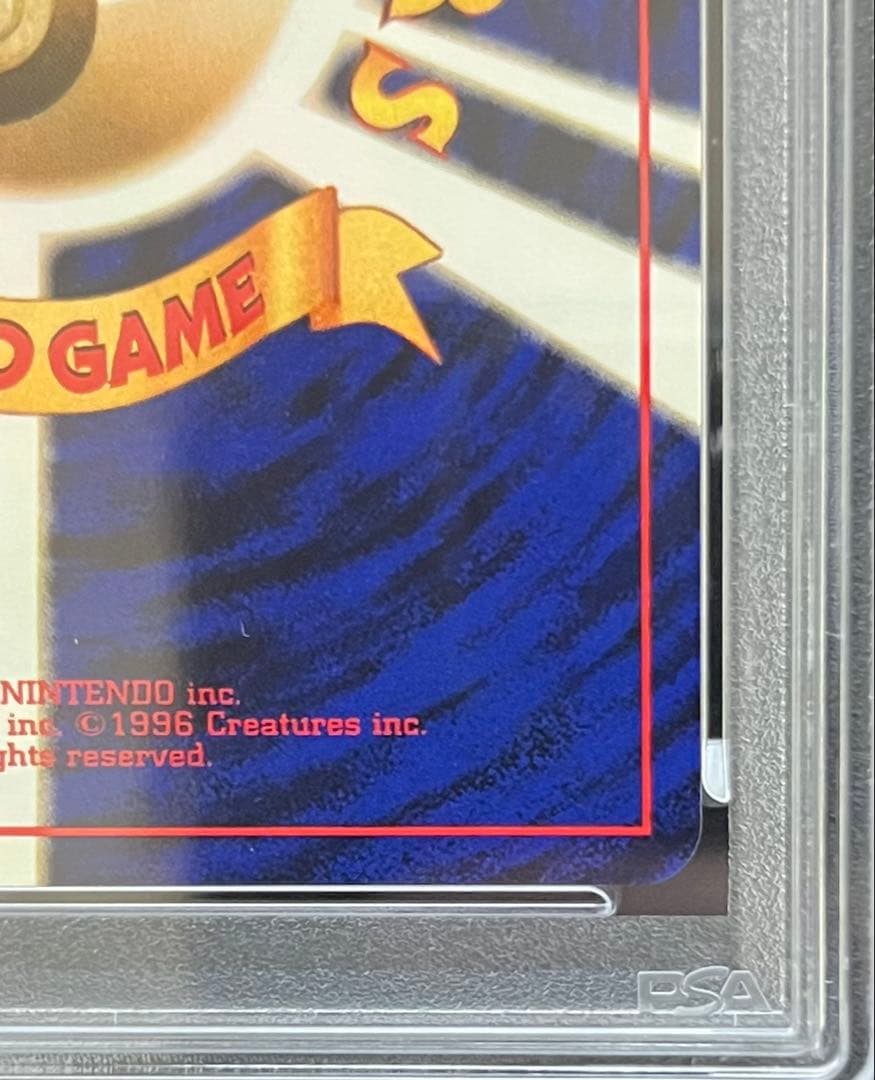 S
GAME
NINTENDO inc.
inc. ©1996 Creatures inc.
ghts reserved.
PSA